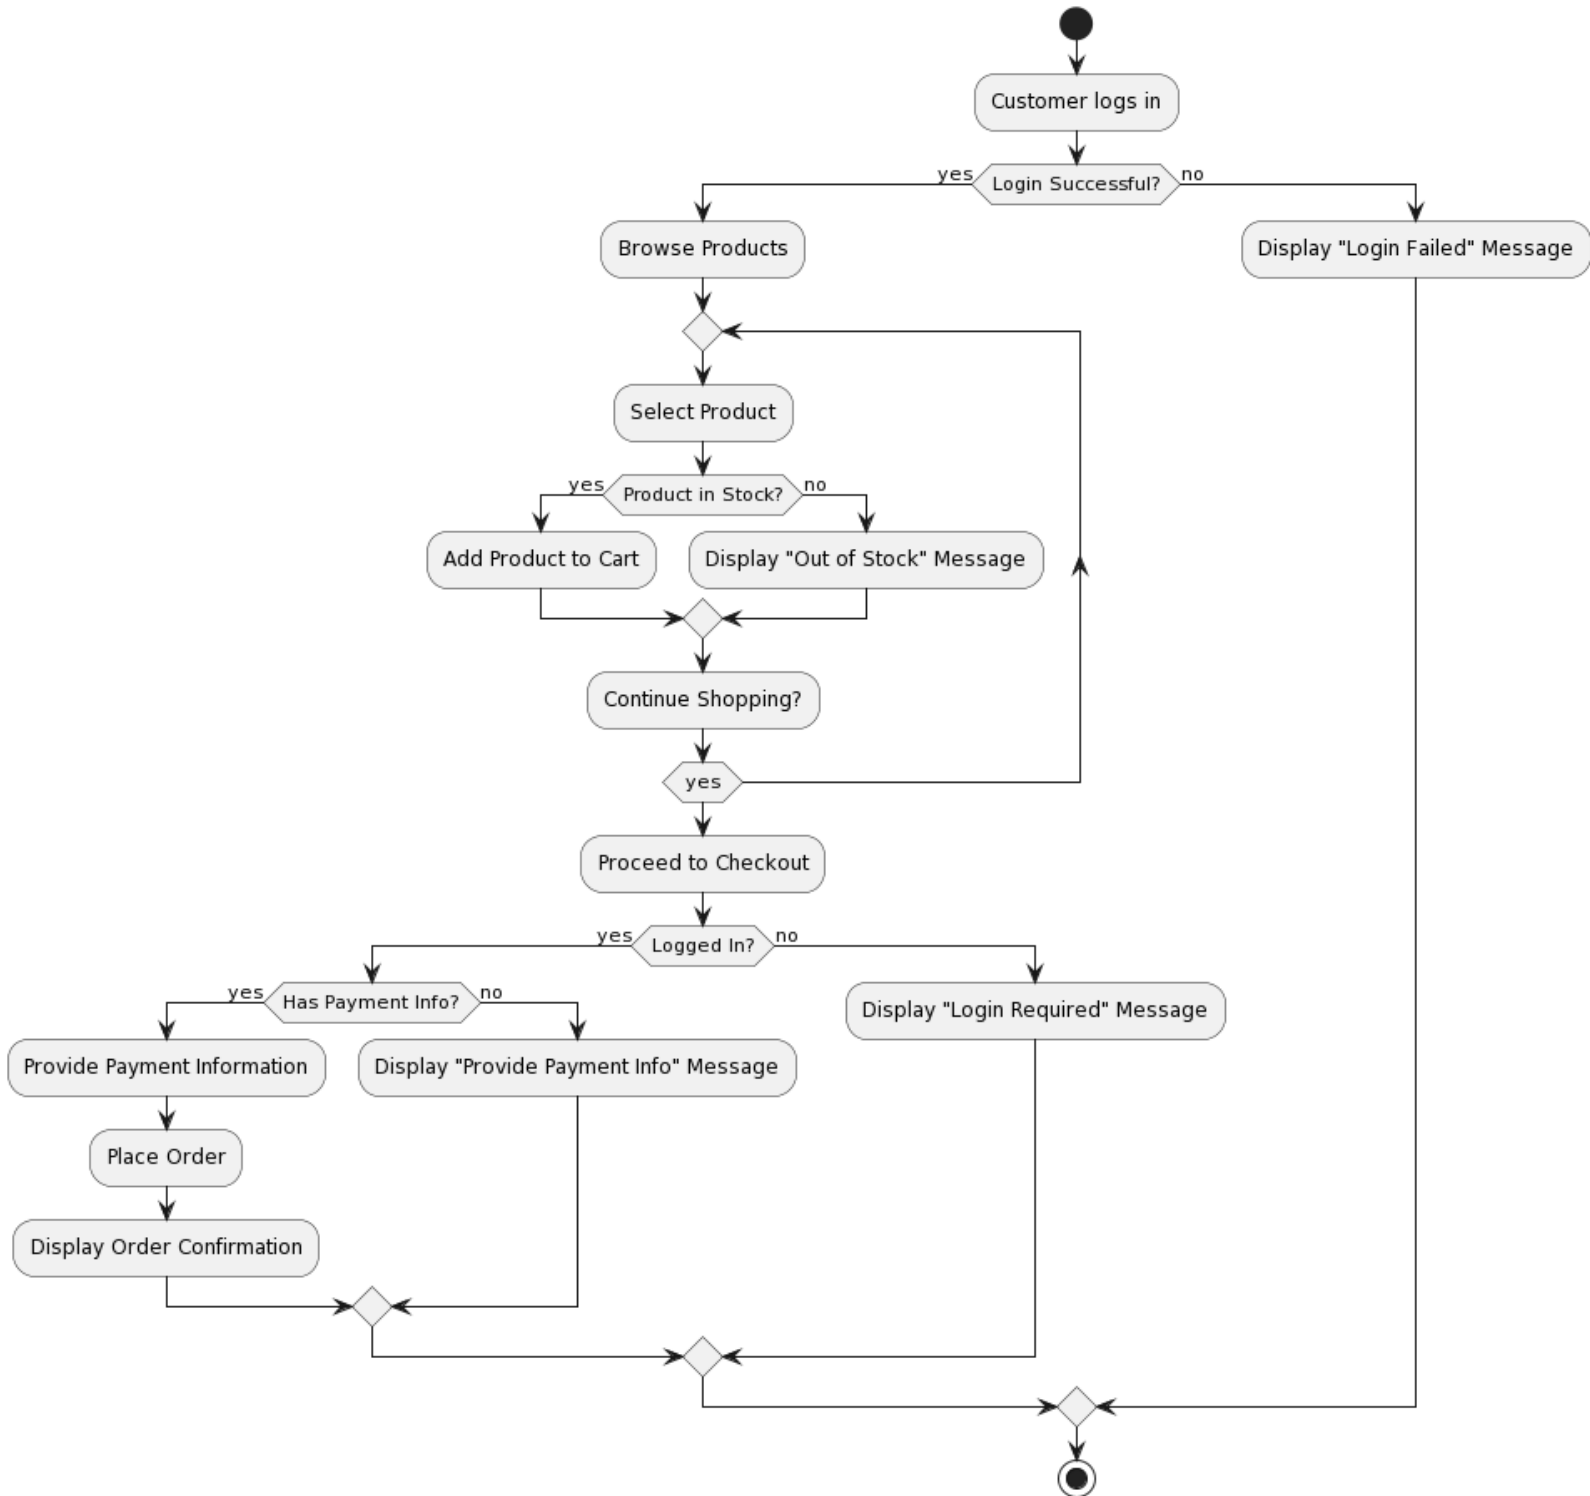 Customer logs in
yes
Login Successful?
no
Browse Products
Display "Login Failed" Message
Select Product
yes
Product in Stock?
no
Add Product to Cart
Display "Out of Stock" Message
Continue Shopping?
yes
Proceed to Checkout
yes
Logged In?
no
yes
Has Payment Info?
no
Display "Login Required" Message
Provide Payment Information
Display "Provide Payment Info" Message
Place Order
Display Order Confirmation